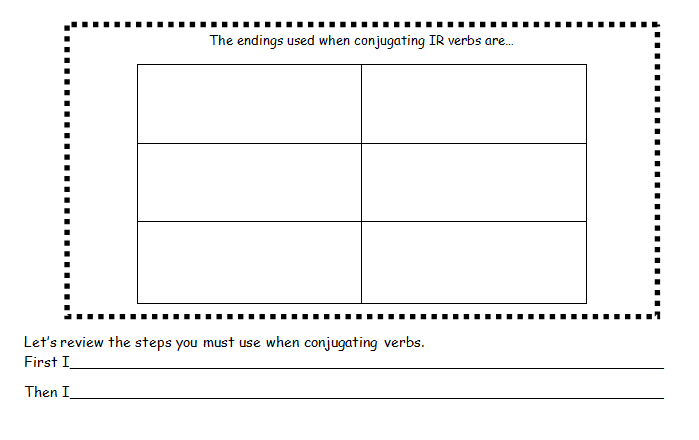 The endings used when conjugating IR verbs are…
Let's review the steps you must use when conjugating verbs.
First I
Then I